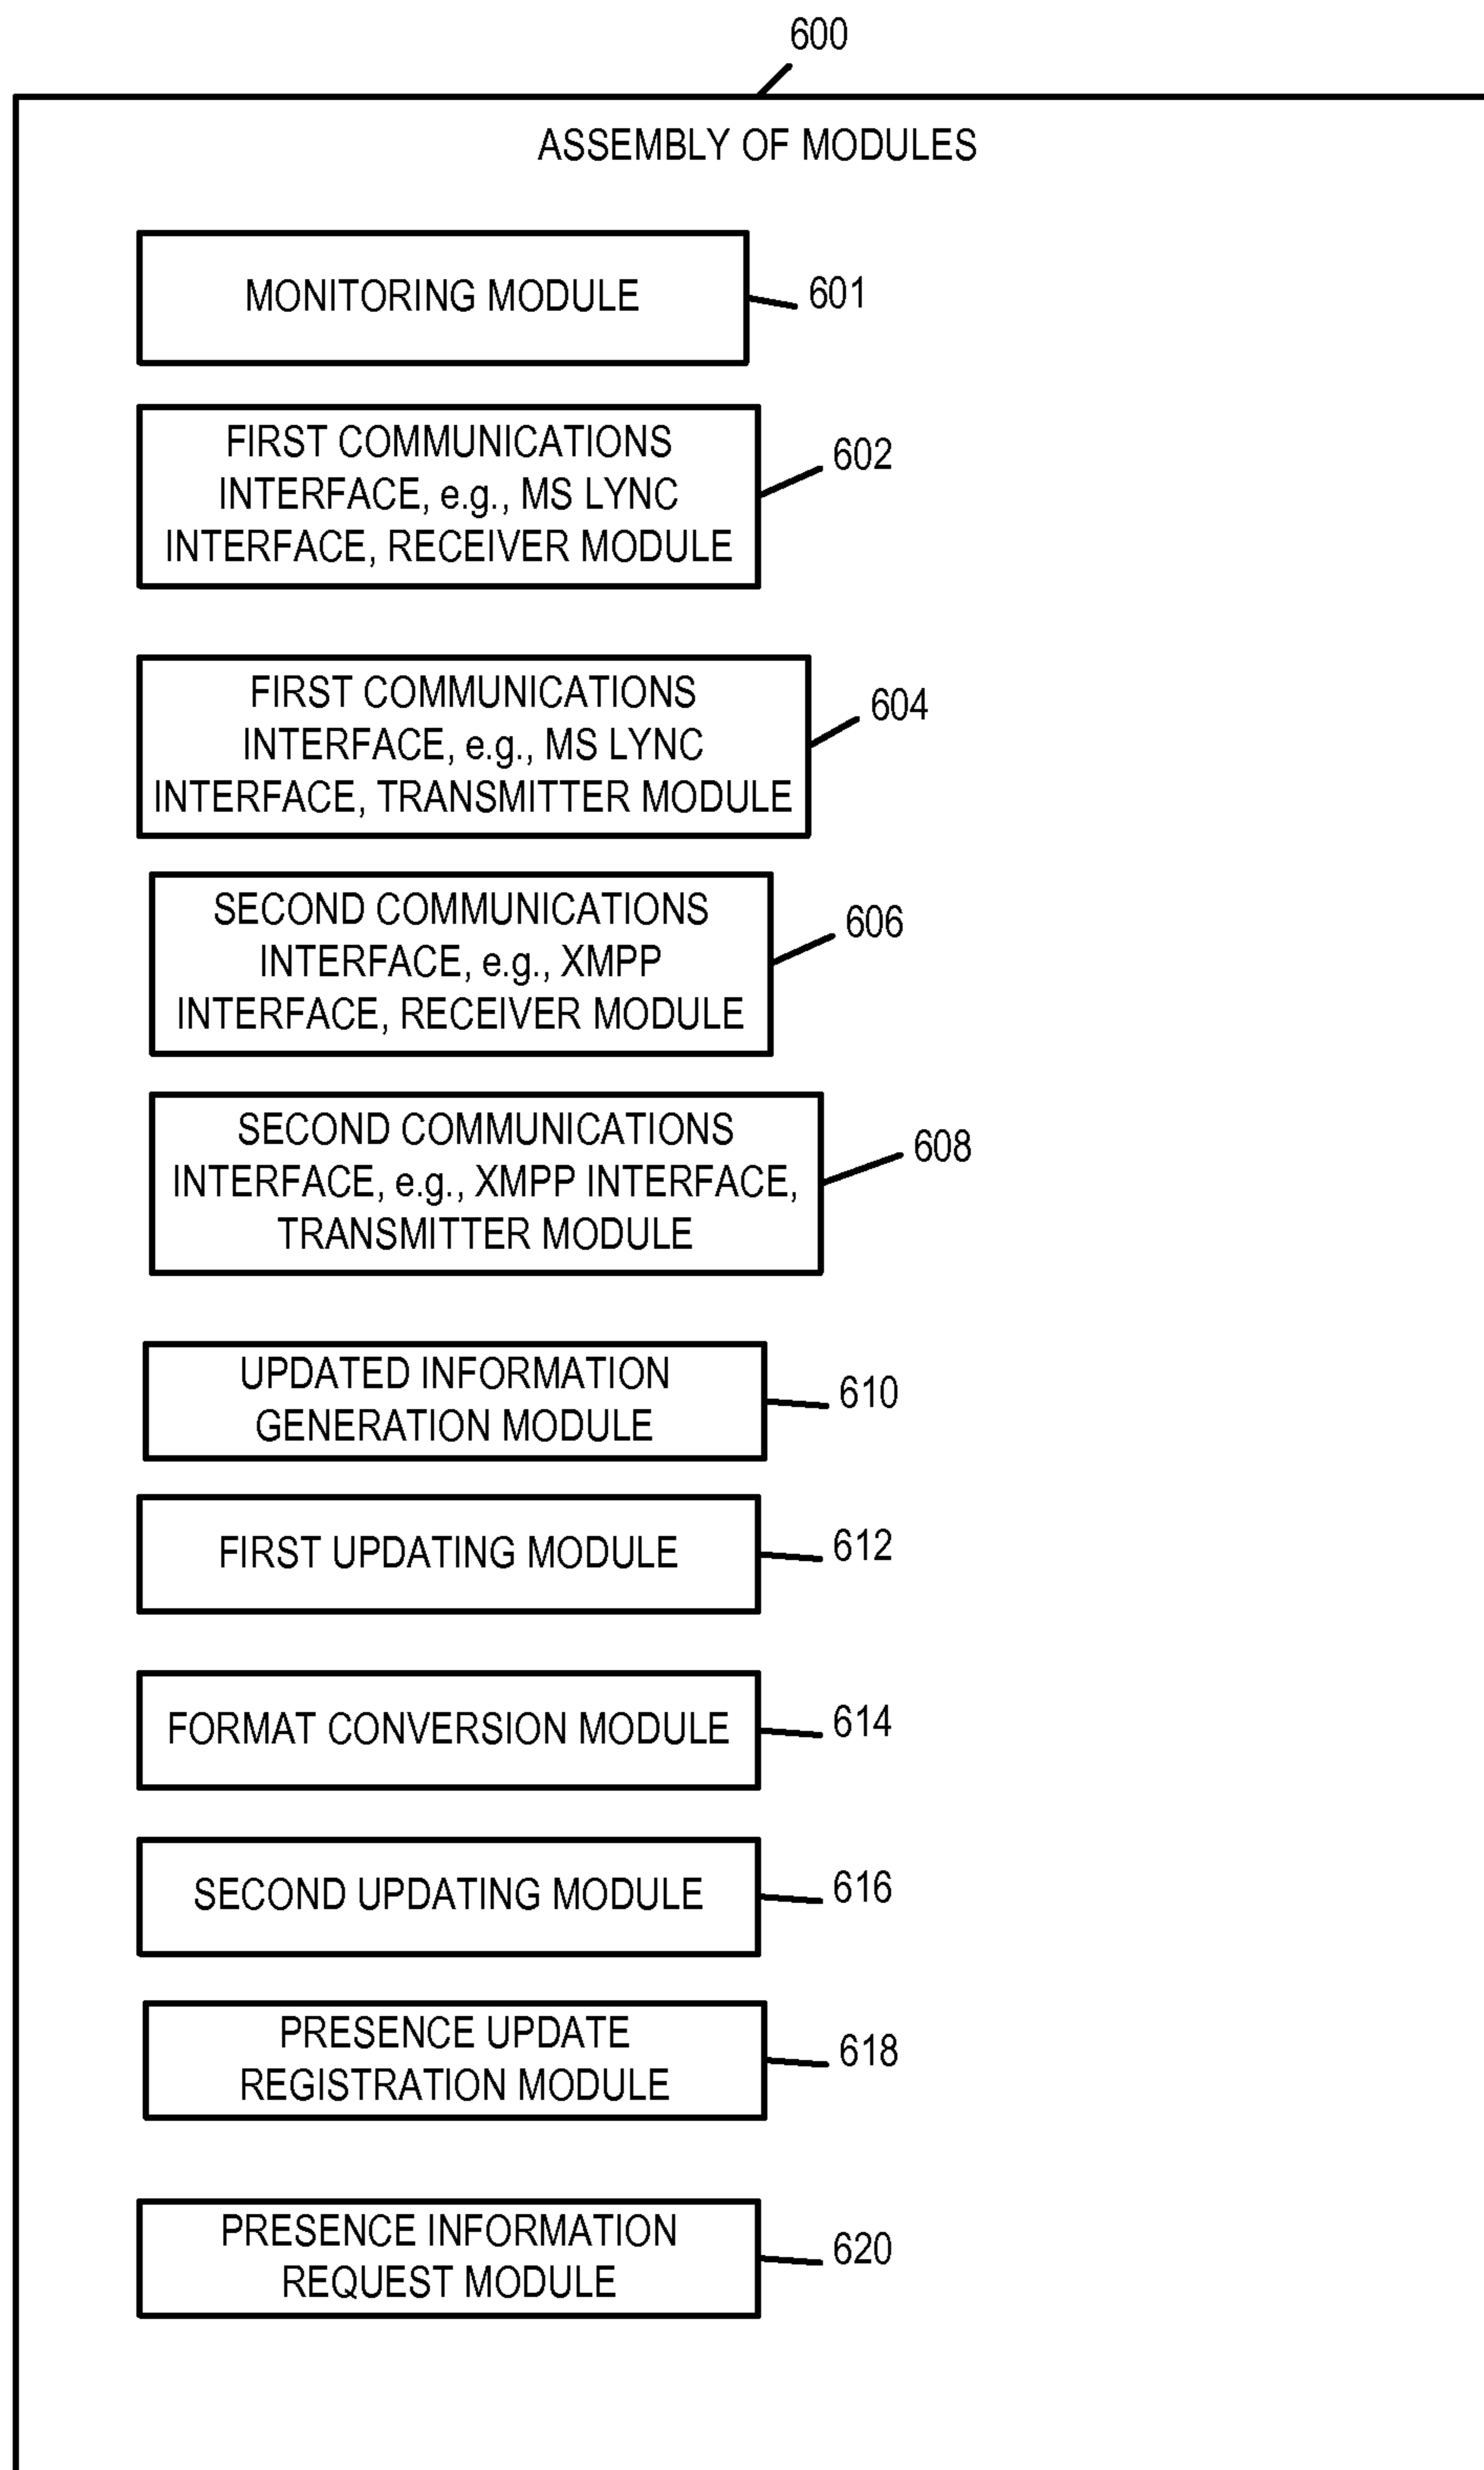 600
ASSEMBLY OF MODULES
MONITORING MODULE
601
FIRST COMMUNICATIONS
INTERFACE, e.g., MS LYNC
INTERFACE, RECEIVER MODULE
602
FIRST COMMUNICATIONS
INTERFACE, e.g., MS LYNC
INTERFACE, TRANSMITTER MODULE
604
SECOND COMMUNICATIONS
INTERFACE, e.g., XMPP
INTERFACE, RECEIVER MODULE
606
SECOND COMMUNICATIONS
INTERFACE, e.g., XMPP INTERFACE,
TRANSMITTER MODULE
608
UPDATED INFORMATION
GENERATION MODULE
610
FIRST UPDATING MODULE
612
FORMAT CONVERSION MODULE
614
SECOND UPDATING MODULE
616
PRESENCE UPDATE
REGISTRATION MODULE
618
PRESENCE INFORMATION
REQUEST MODULE
620